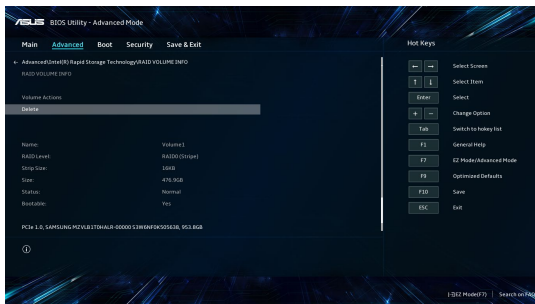 ASUS BIOS Utility - Advanced Mode
Main Advanced Boot Security Save & Exit
Hot Keys
← Advanced\Intel(R) Rapid Storage Technology\RAID VOLUME INFO
RAID VOLUME INFO
Volume Actions
Delete
Name: Volume1
RAID Level: RAID0 (Stripe)
Strip Size: 16KB
Size: 476.9GB
Status: Normal
Bootable: Yes
PCIe 1.0, SAMSUNG MZVLB1T0HALR-00000 S3W6NF0K505638, 953.8GB
← → Select Screen
↑ ↓ Select Item
Enter Select
+ − Change Option
Tab Switch to hokey list
F1 General Help
F7 EZ Mode/Advanced Mode
F9 Optimized Defaults
F10 Save
ESC Exit
EZ Mode(F7) | Search on FAQ